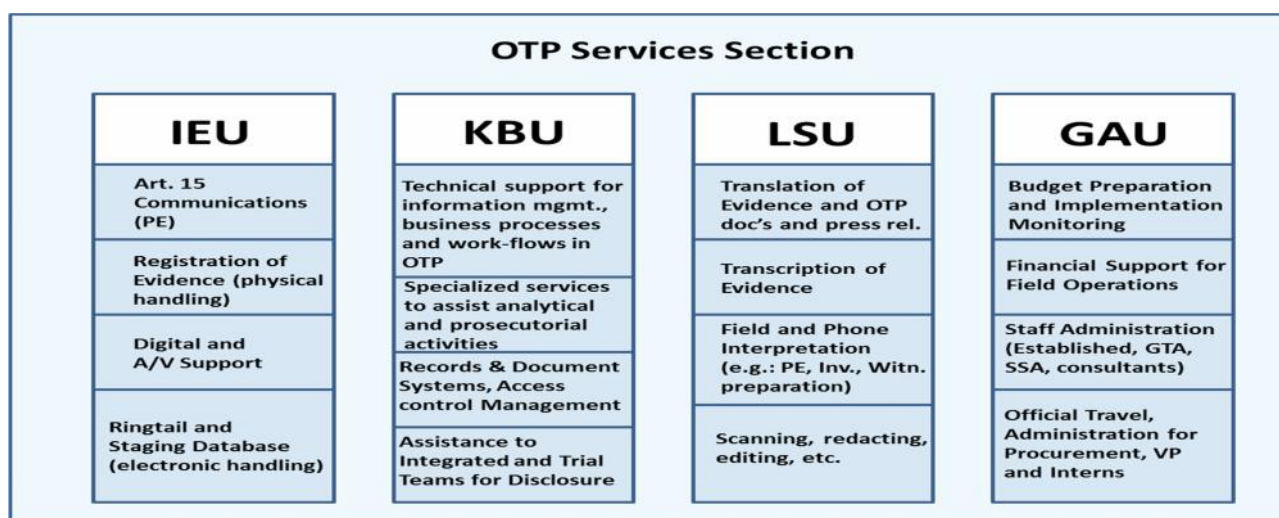 OTP Services Section
IEU
Art. 15
Communications
(PE)
Registration of
Evidence (physical
handling)
Digital and
A/V Support
Ringtail and
Staging Database
(electronic handling)
KBU
Technical support for
information mgmt.,
business processes
and work-flows in
OTP
Specialized services
to assist analytical
and prosecutorial
activities
Records & Document
Systems, Access
control Management
Assistance to
Integrated and Trial
Teams for Disclosure
LSU
Translation of
Evidence and OTP
doc's and press rel.
Transcription of
Evidence
Field and Phone
Interpretation
(e.g.: PE, Inv., Witn.
preparation)
Scanning, redacting,
editing, etc.
GAU
Budget Preparation
and Implementation
Monitoring
Financial Support for
Field Operations
Staff Administration
(Established, GTA,
SSA, consultants)
Official Travel,
Administration for
Procurement, VP
and Interns